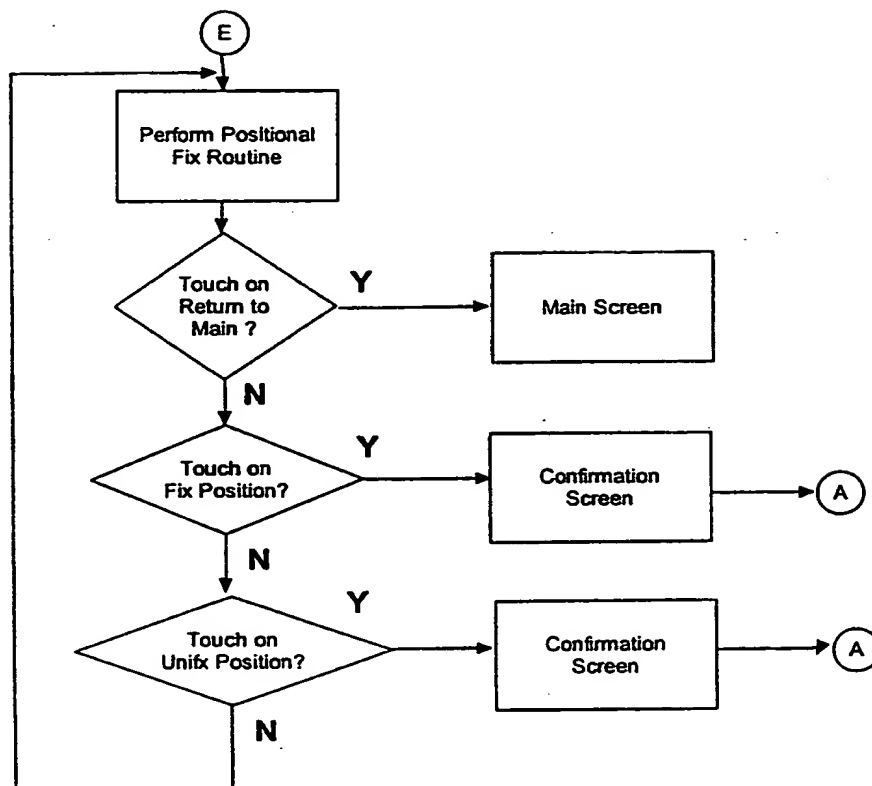 E
Perform Positional
Fix Routine
Touch on
Return to
Main ?
Y
Main Screen
N
Touch on
Fix Position?
Y
Confirmation
Screen
A
N
Touch on
Unifx Position?
Y
Confirmation
Screen
A
N